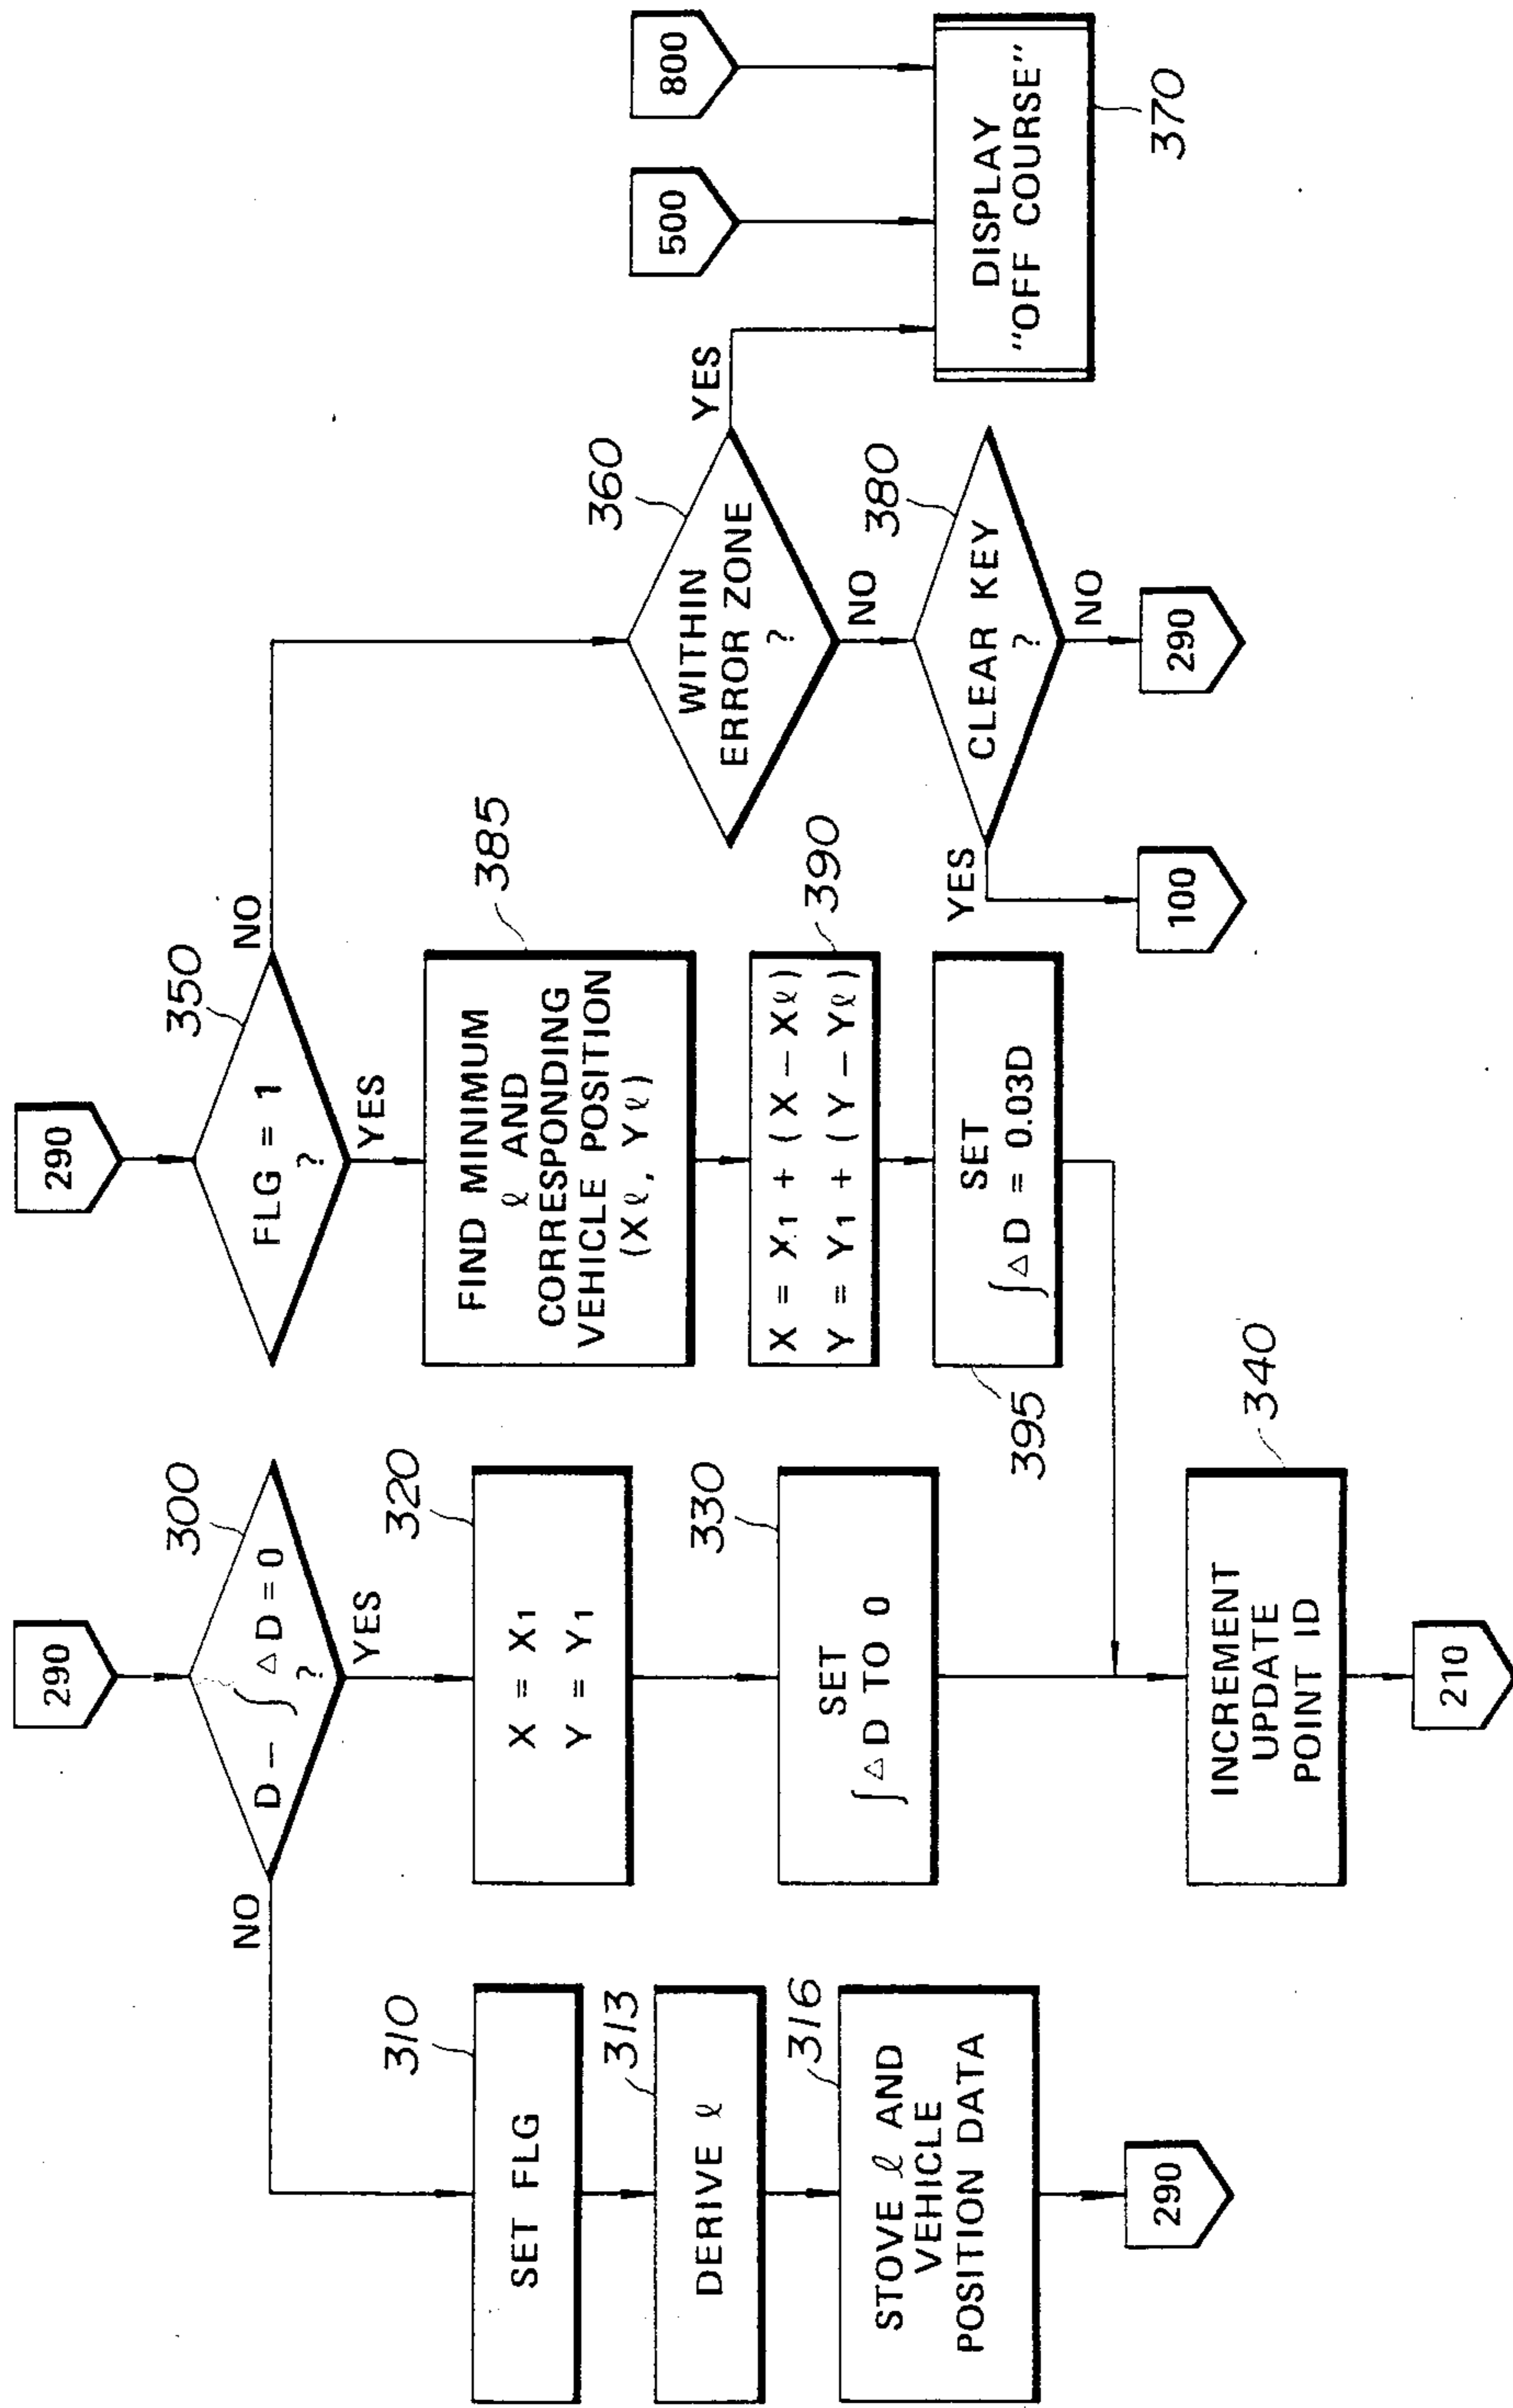 290
300
D − ∫ΔD = 0
?
NO
YES
310
SET FLG
313
DERIVE ℓ
316
STOVE ℓ AND
VEHICLE
POSITION DATA
290
320
X = X1
Y = Y1
330
SET
∫ΔD TO 0
340
INCREMENT
UPDATE
POINT ID
210
290
350
FLG = 1
?
NO
YES
385
FIND MINIMUM
ℓ AND
CORRESPONDING
VEHICLE POSITION
(Xℓ, Yℓ)
390
X = X1 + (X − Xℓ)
Y = Y1 + (Y − Yℓ)
SET
∫ΔD = 0.03D
395
360
WITHIN
ERROR ZONE
?
YES
NO
380
CLEAR KEY
?
YES
NO
100
290
500
800
DISPLAY
"OFF COURSE"
370